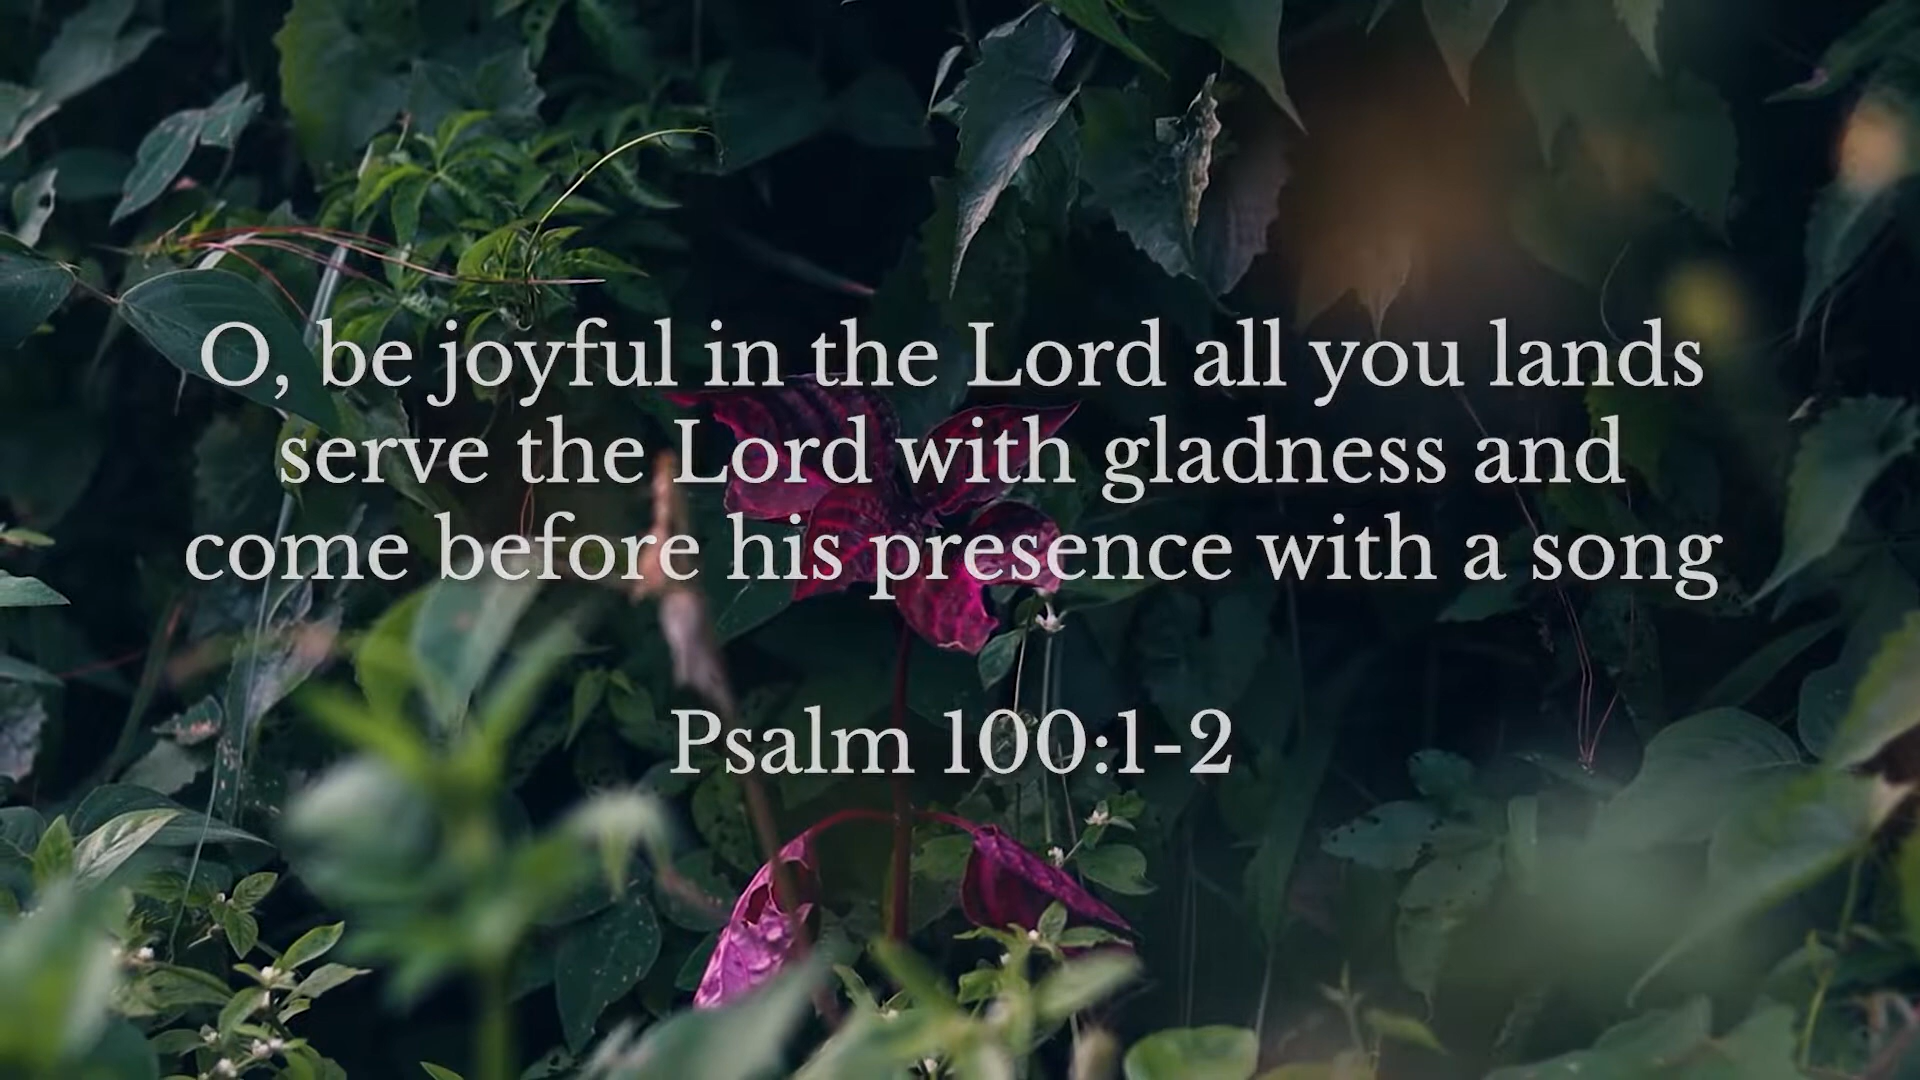 O, be joyful in the Lord all you lands
serve the Lord with gladness and
come before his presence with a song
Psalm 100:1-2